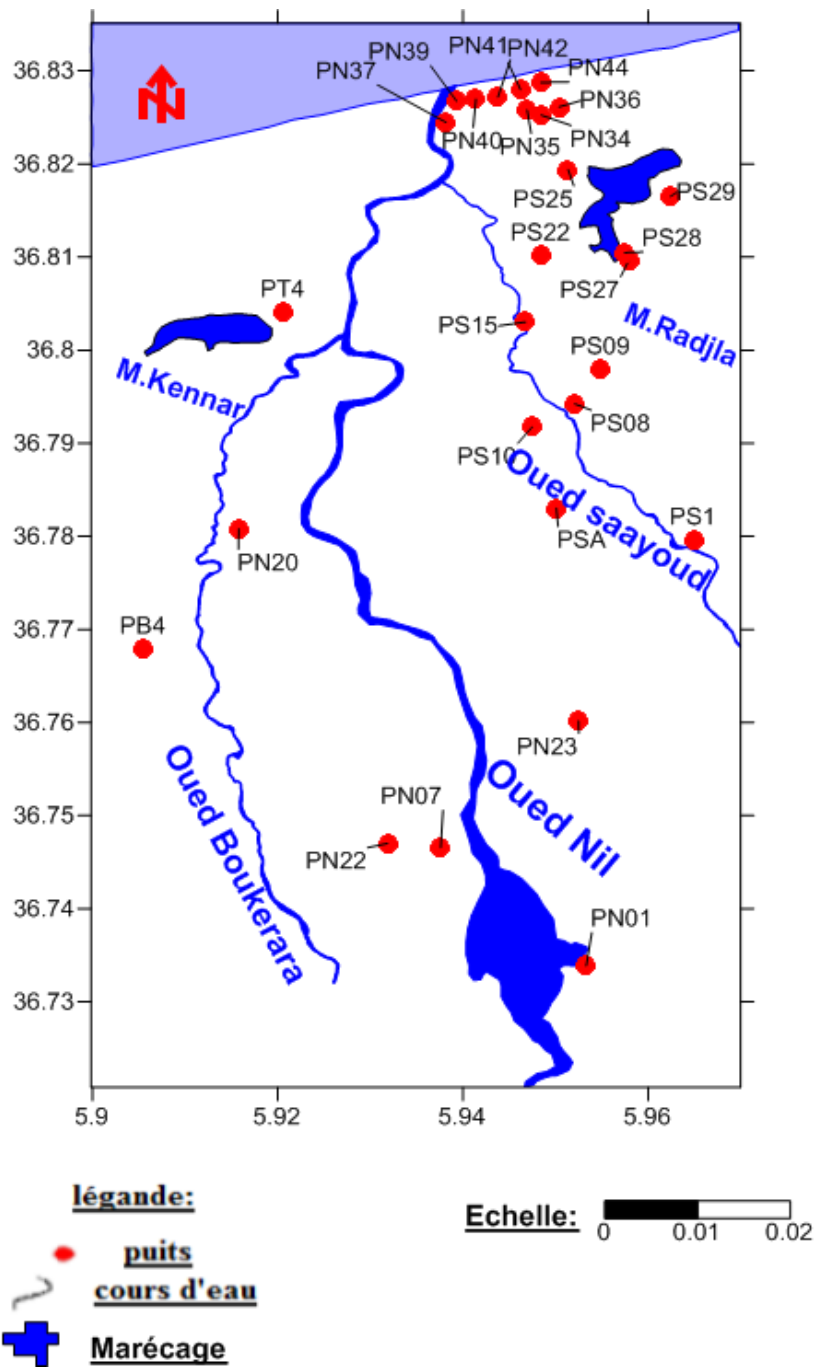 PN41 PN42
PN39
PN44
36.83
PN37
PN36
N
PN40
PN34
PN35
36.82
PS25
PS29
PS22
PS28
36.81
PT4
PS27
PS15
M.Radjla
36.8
PS09
M.Kennar
PS08
36.79
PS10
Oued saayoud
PS1
36.78
PSA
PN20
36.77
PB4
36.76
PN23
Oued Boukerara
Oued Nil
36.75
PN07
PN22
36.74
PN01
36.73
5.9 5.92 5.94 5.96
légande:
Echelle:
0 0.01 0.02
puits
cours d'eau
Marécage